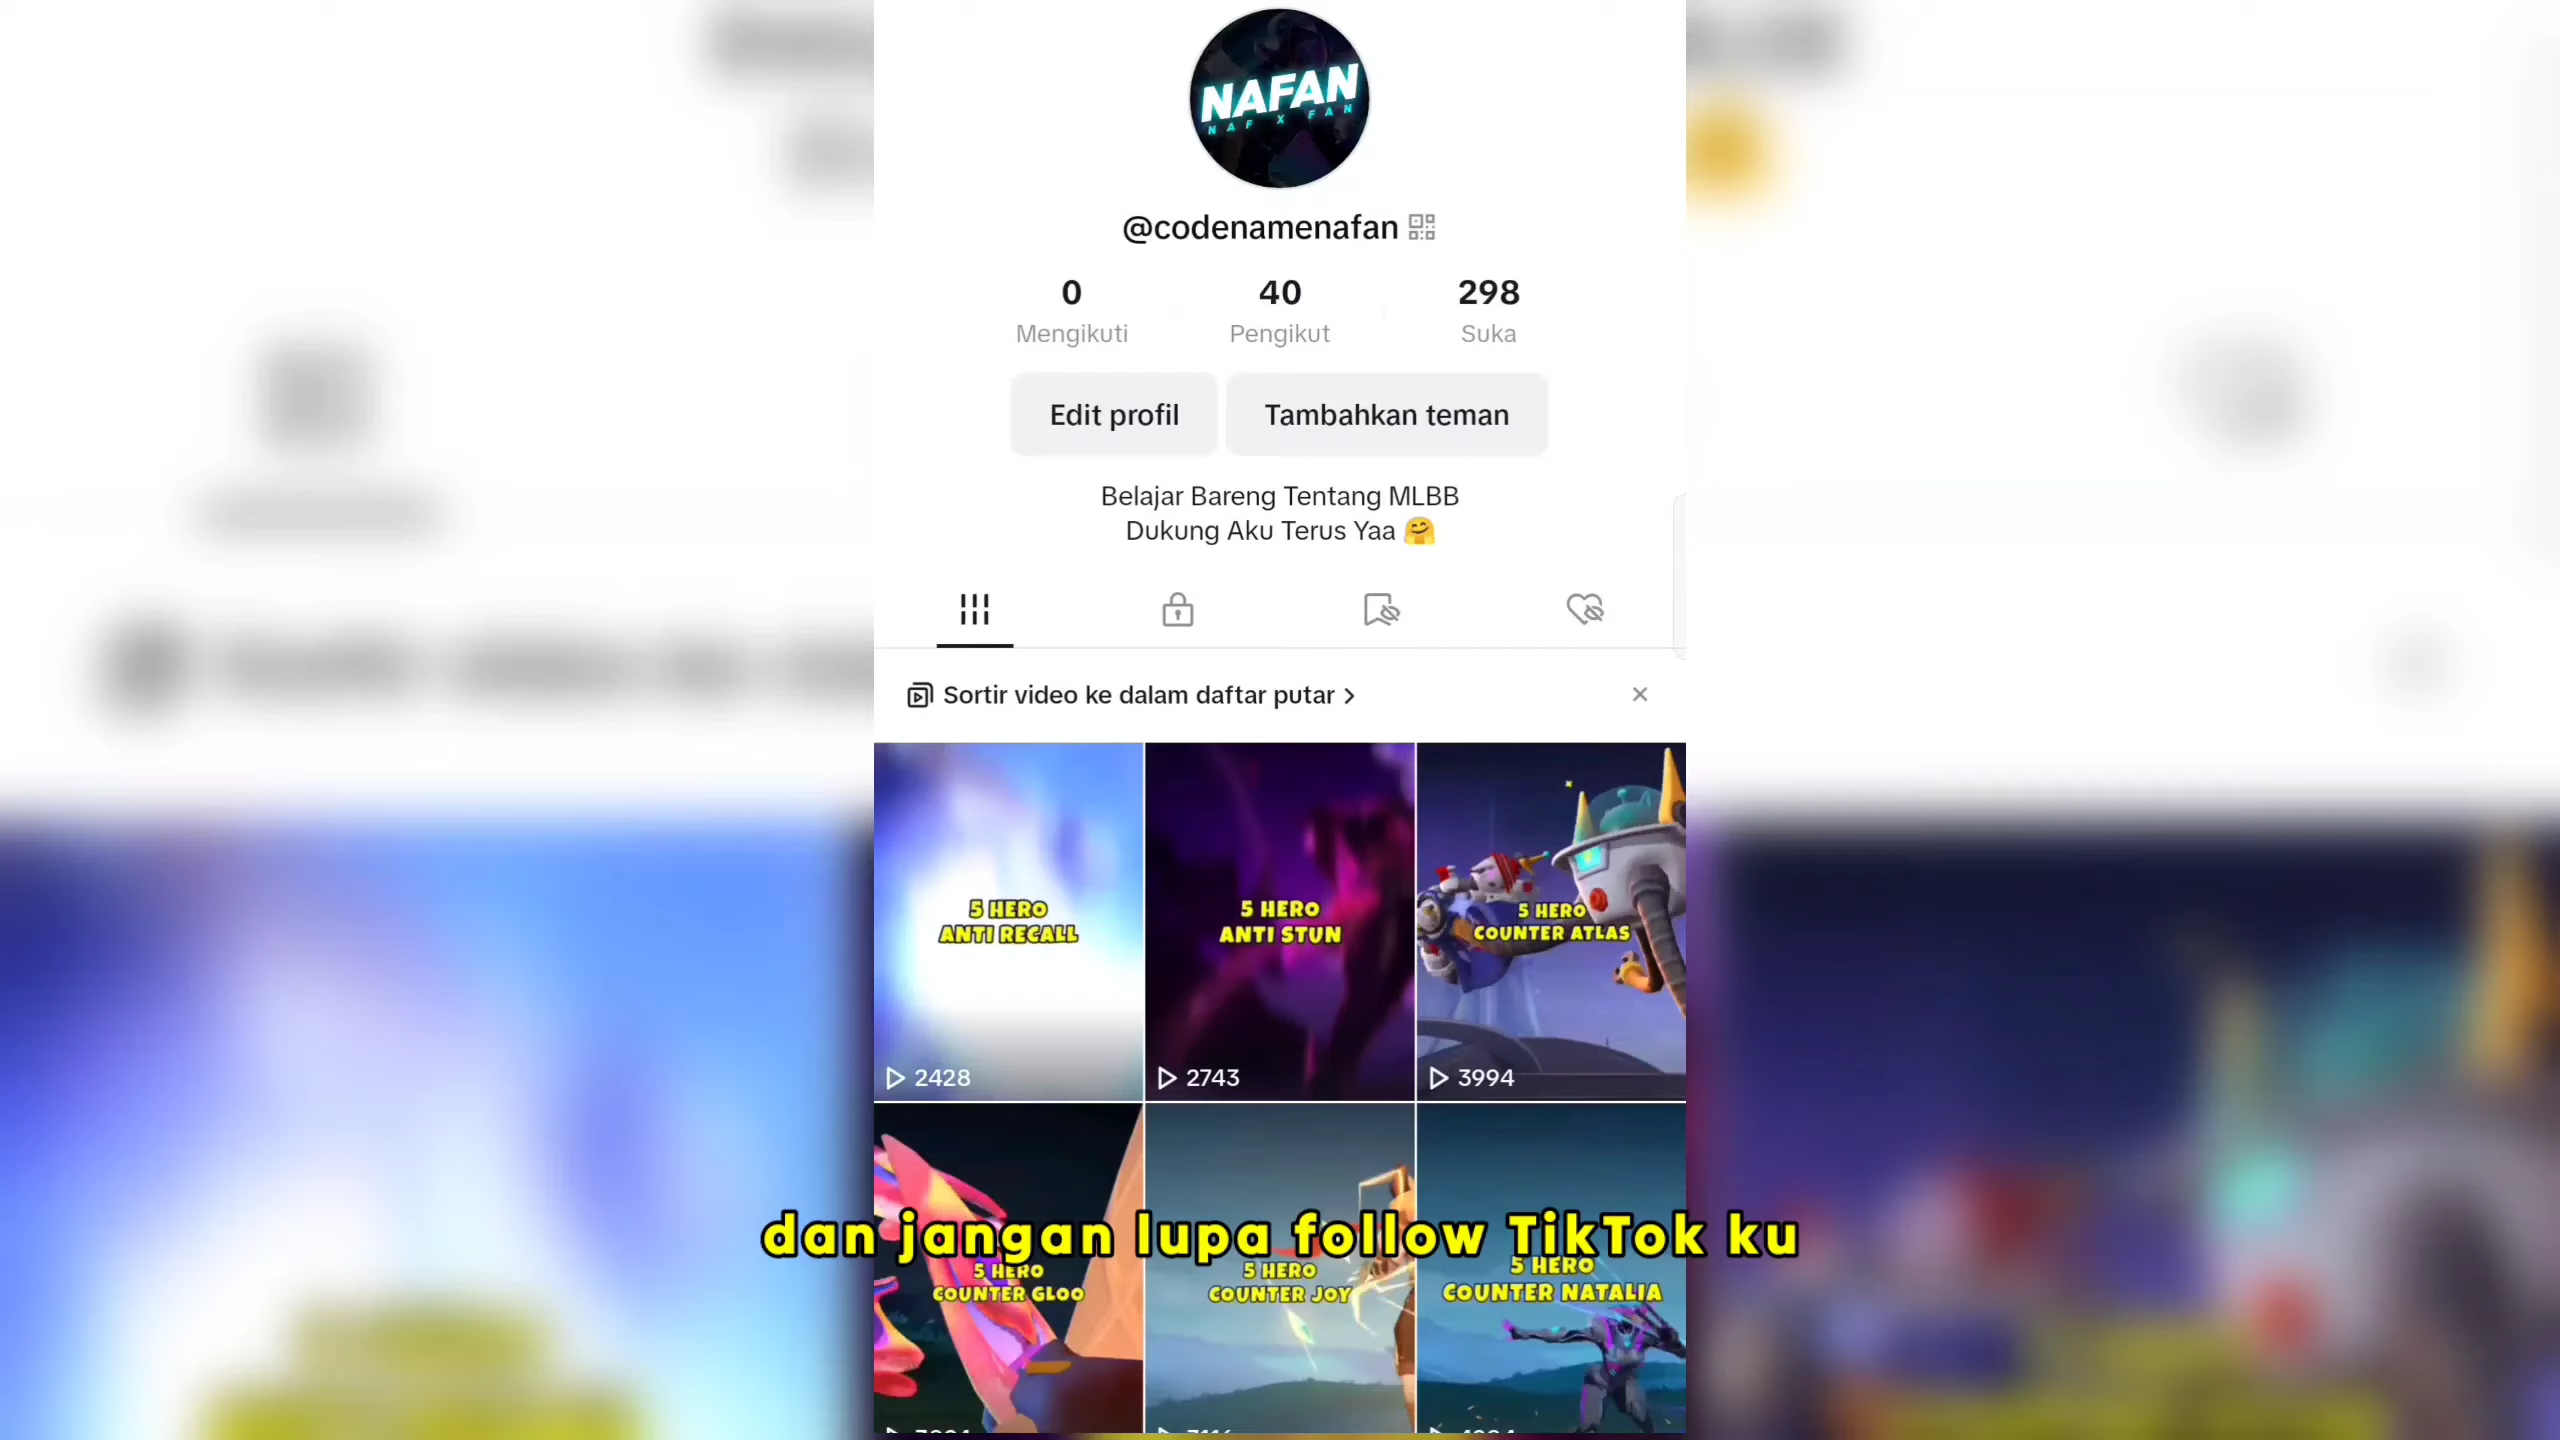 NAFAN
NAF X FAN
@codenamenafan
0
Mengikuti
40
Pengikut
298
Suka
Edit profil
Tambahkan teman
Belajar Bareng Tentang MLBB
Dukung Aku Terus Yaa 🤗
Sortir video ke dalam daftar putar
5 HERO
ANTI RECALL
2428
5 HERO
ANTI STUN
2743
5 HERO
COUNTER ATLAS
3994
dan jangan lupa follow TikTok ku
5 HERO
COUNTER GLOO
5 HERO
COUNTER JOY
5 HERO
COUNTER NATALIA